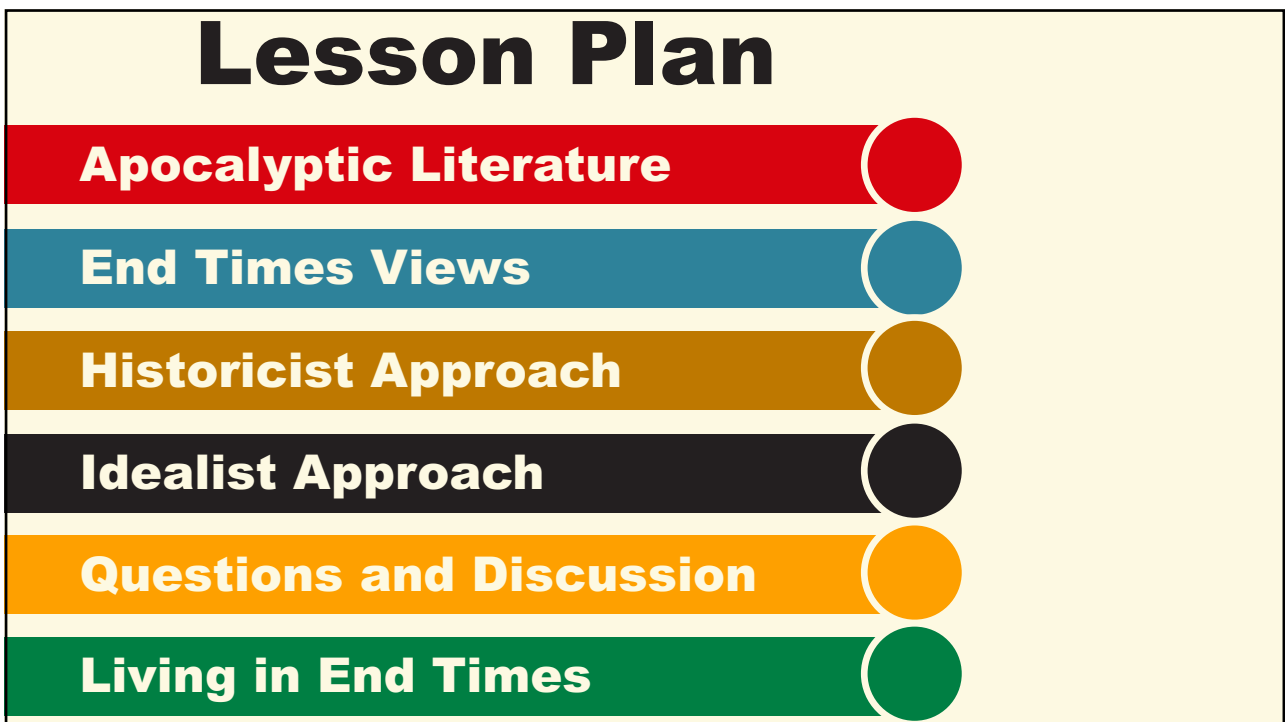 Lesson Plan
Apocalyptic Literature
End Times Views
Historicist Approach
Idealist Approach
Questions and Discussion
Living in End Times